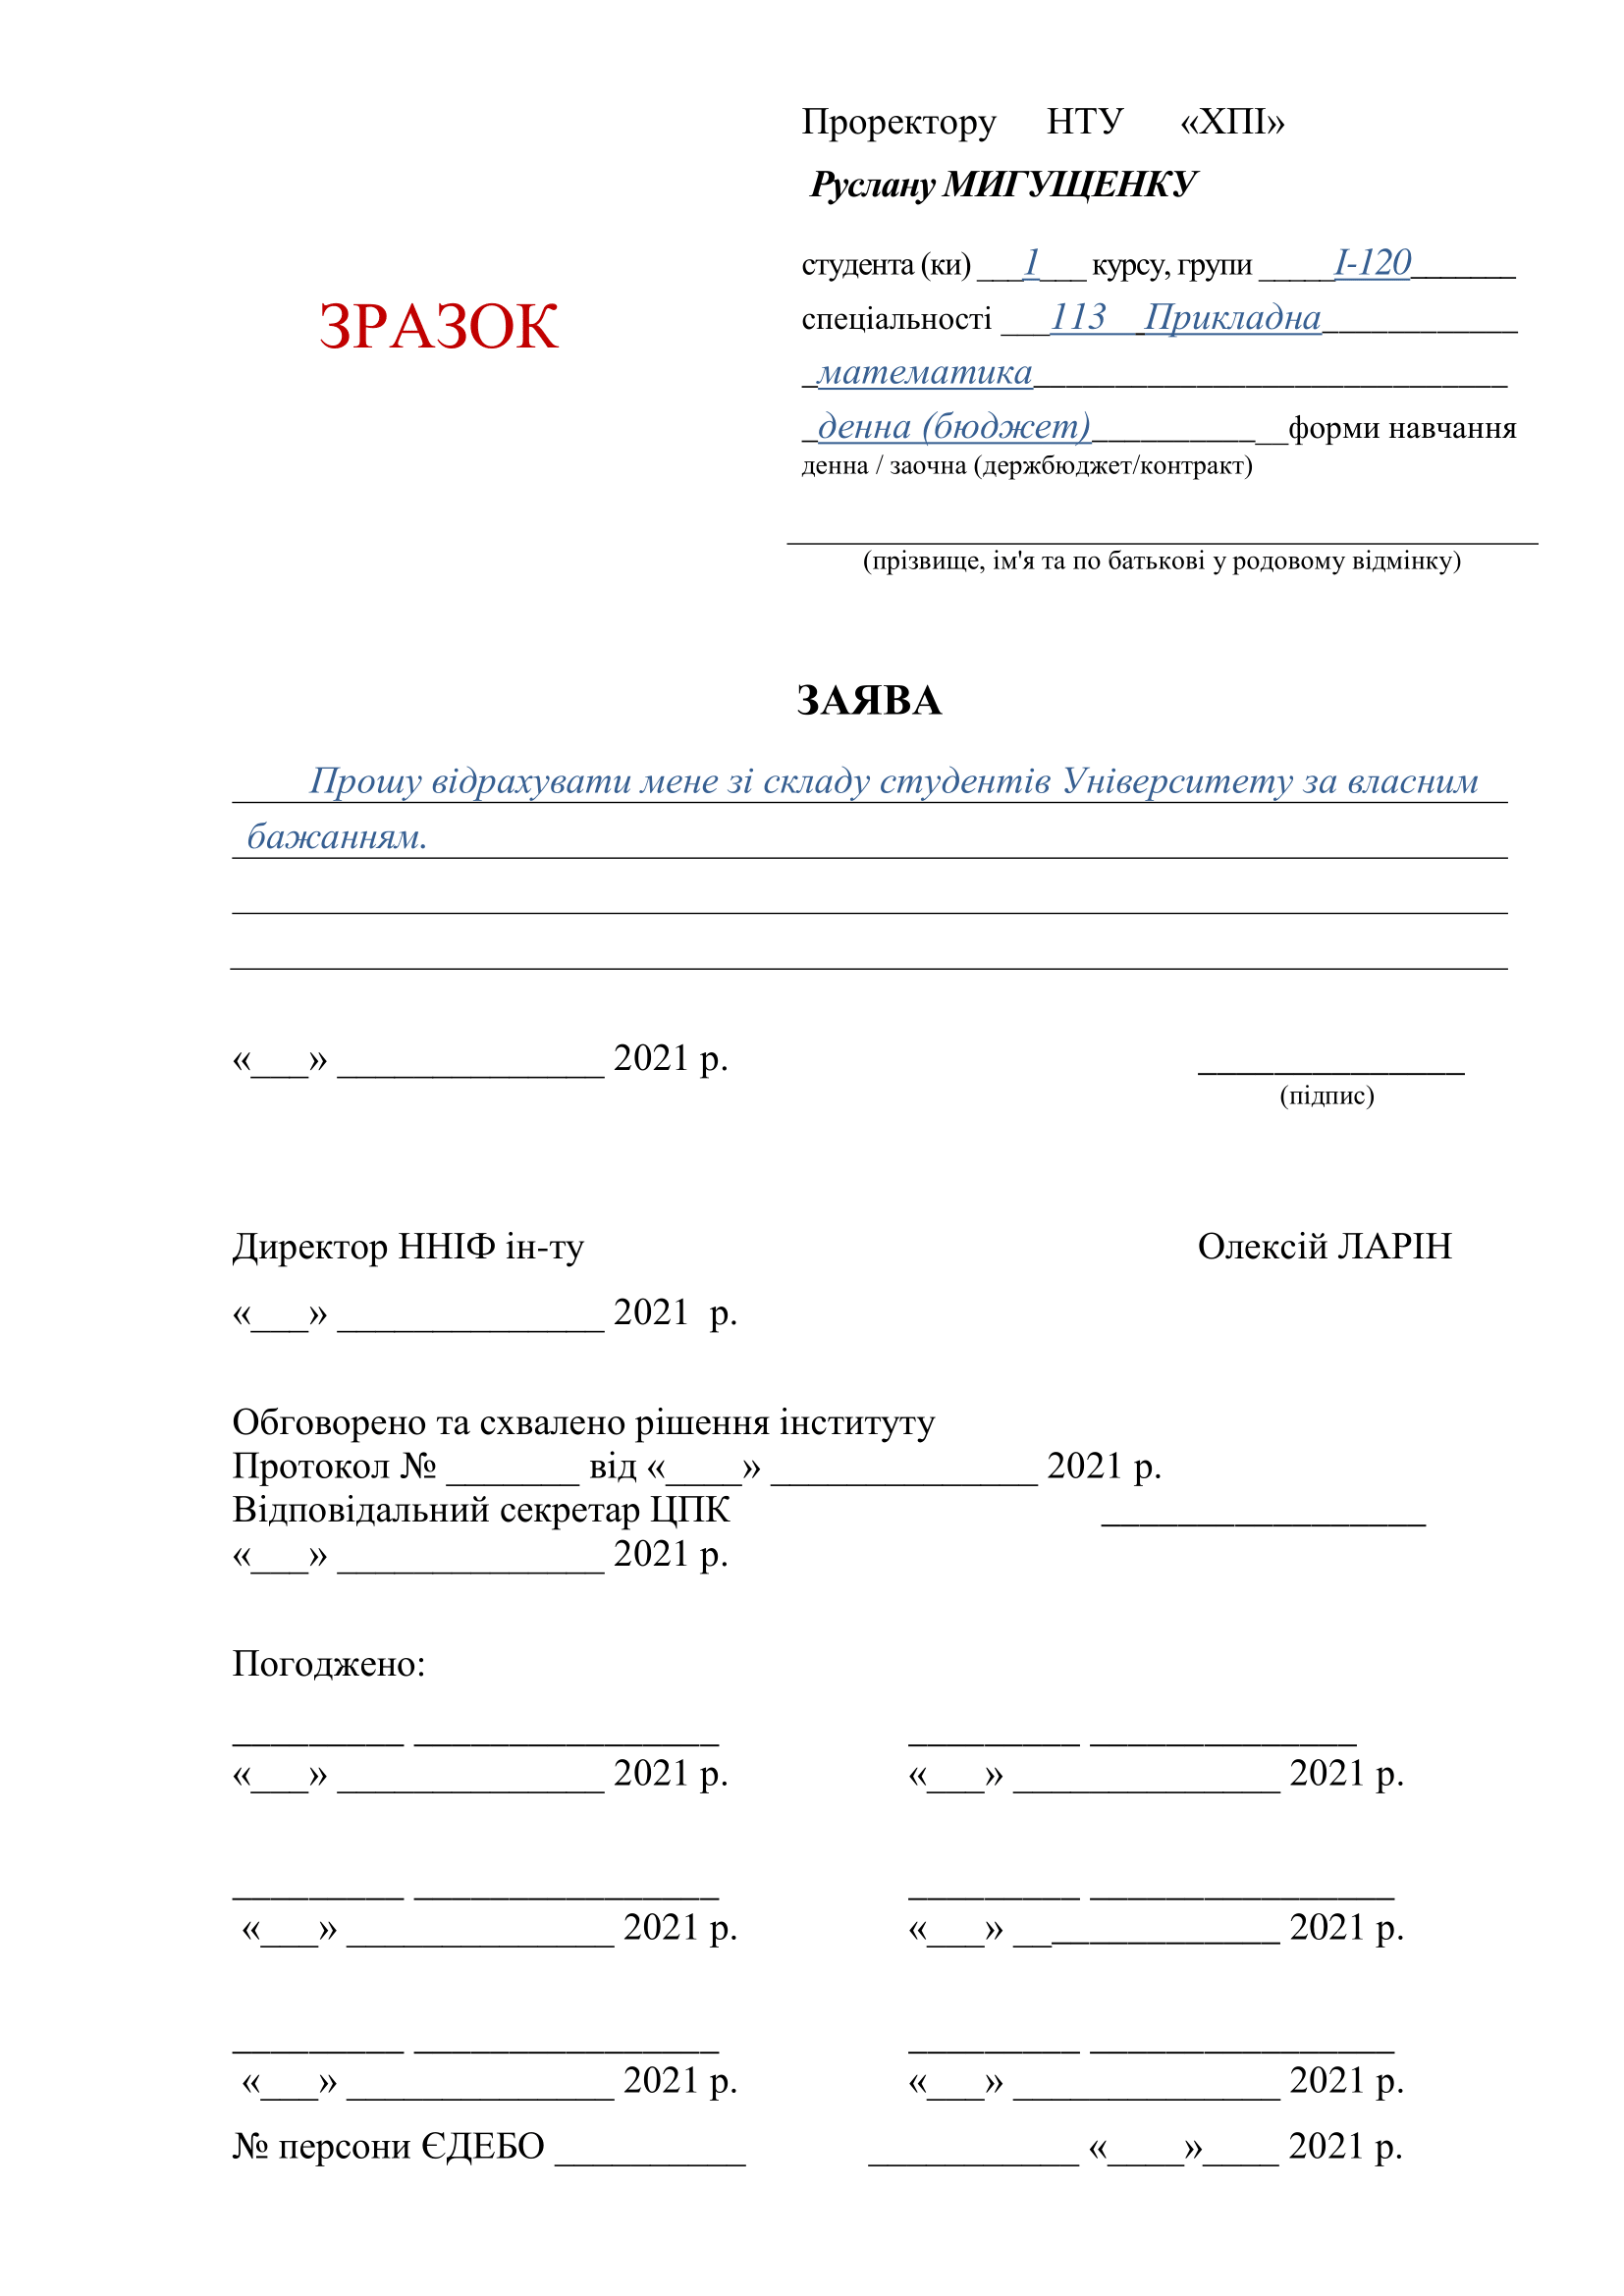 Проректору НТУ «ХПІ»
Руслану МИГУЩЕНКУ
студента (ки) ___1___ курсу, групи _____І-120_______
ЗРАЗОК
спеціальності ___113 _Прикладна____________
_математика_____________________________
_денна (бюджет)____________форми навчання
денна / заочна (держбюджет/контракт)
(прізвище, ім'я та по батькові у родовому відмінку)
ЗАЯВА
Прошу відрахувати мене зі складу студентів Університету за власним
бажанням.
«___» ______________ 2021 р. ______________
(підпис)
Директор ННІФ ін-ту Олексій ЛАРІН
«___» ______________ 2021 р.
Обговорено та схвалено рішення інституту
Протокол № _______ від «____» ______________ 2021 р.
Відповідальний секретар ЦПК _________________
«___» ______________ 2021 р.
Погоджено:
_________ ________________ _________ ______________
«___» ______________ 2021 р. «___» ______________ 2021 р.
_________ ________________ _________ ________________
«___» ______________ 2021 р. «___» ______________ 2021 р.
_________ ________________ _________ ________________
«___» ______________ 2021 р. «___» ______________ 2021 р.
№ персони ЄДЕБО __________ ___________ «____»____ 2021 р.